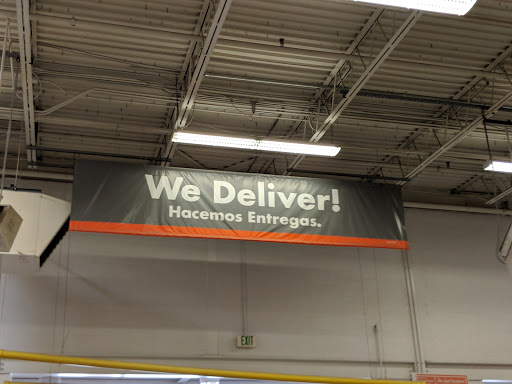 We Deliver!
Hacemos Entregas.
EXIT